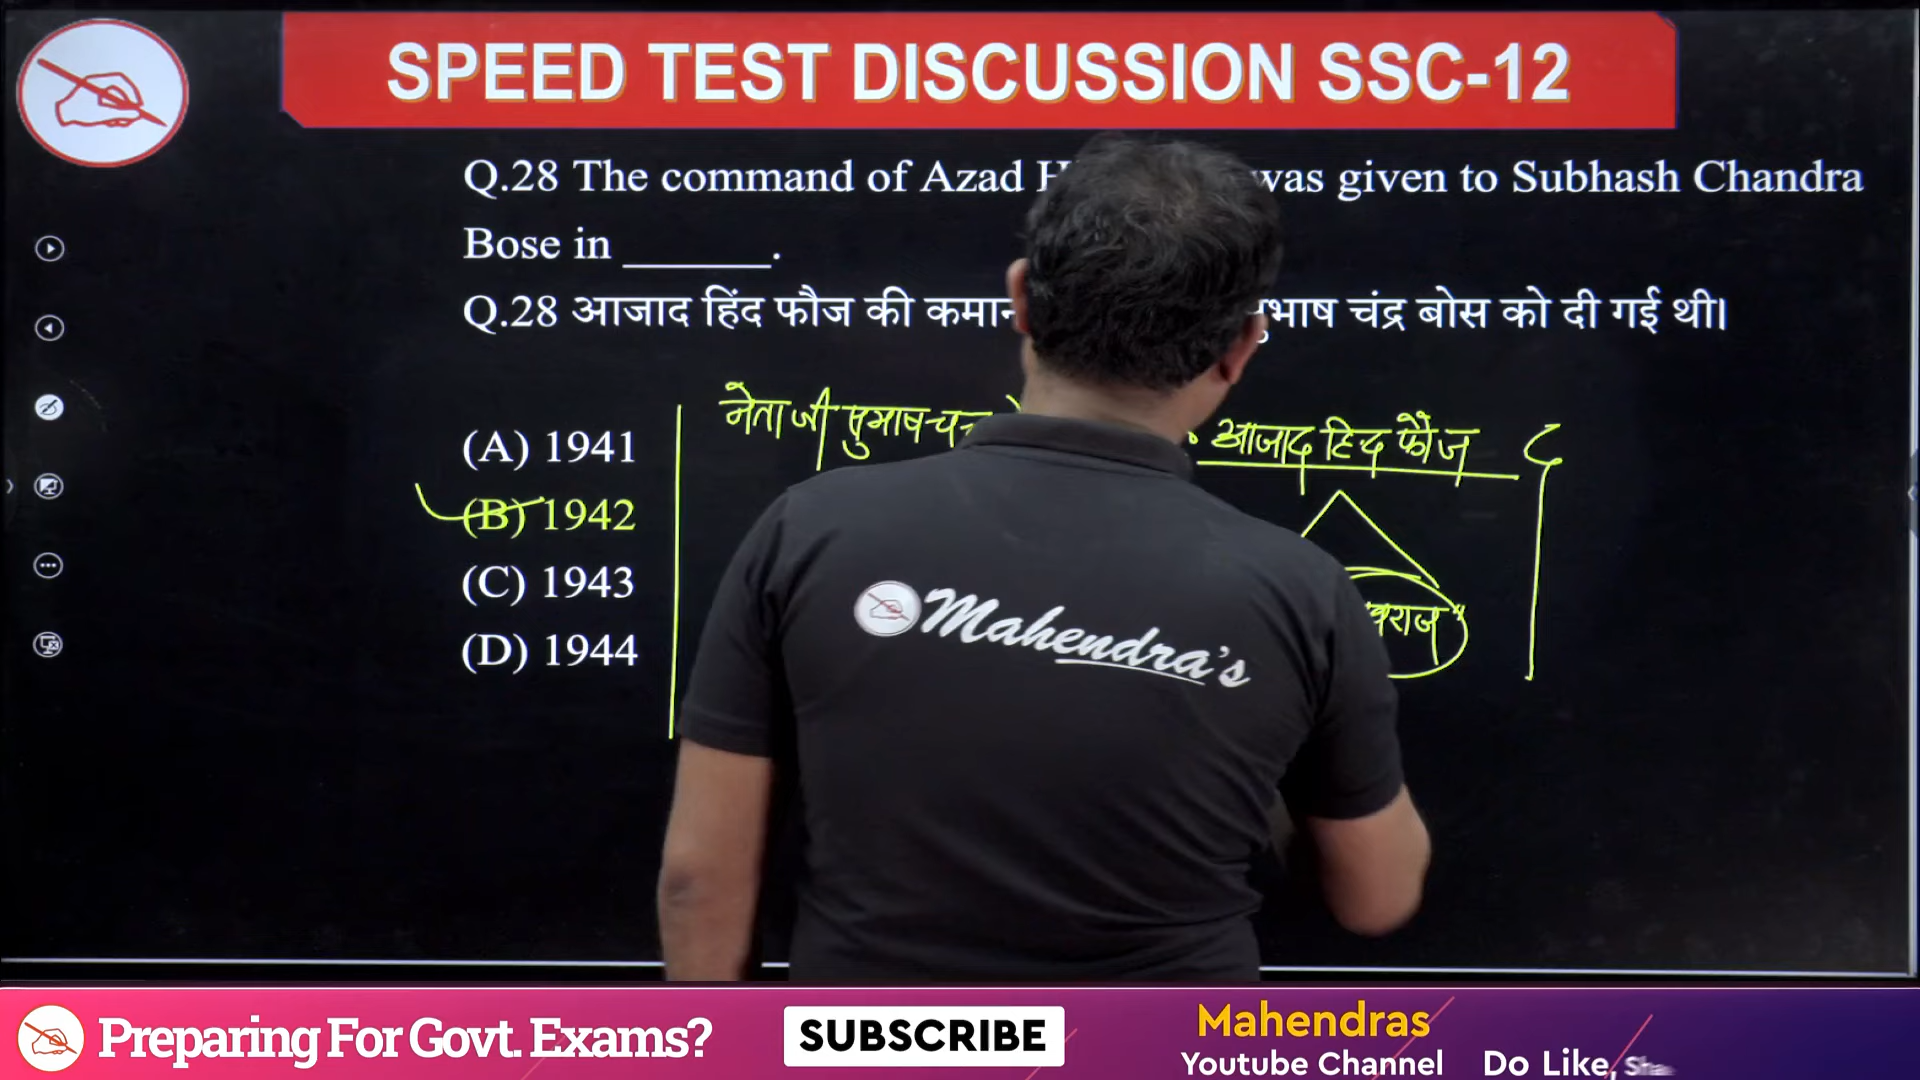 SPEED TEST DISCUSSION SSC-12
Q.28 The command of Azad was given to Subhash Chandra
Bose in ______.
Q.28 आजाद हिंद फौज की चंद्र बोस को दी गई थी।
नेताजी सुभाष आजाद हिंद फौज
(A) 1941
(B) 1942
(C) 1943
(D) 1944
Mahendra's
Preparing For Govt. Exams?
SUBSCRIBE
Mahendras
Youtube Channel
Do Like,